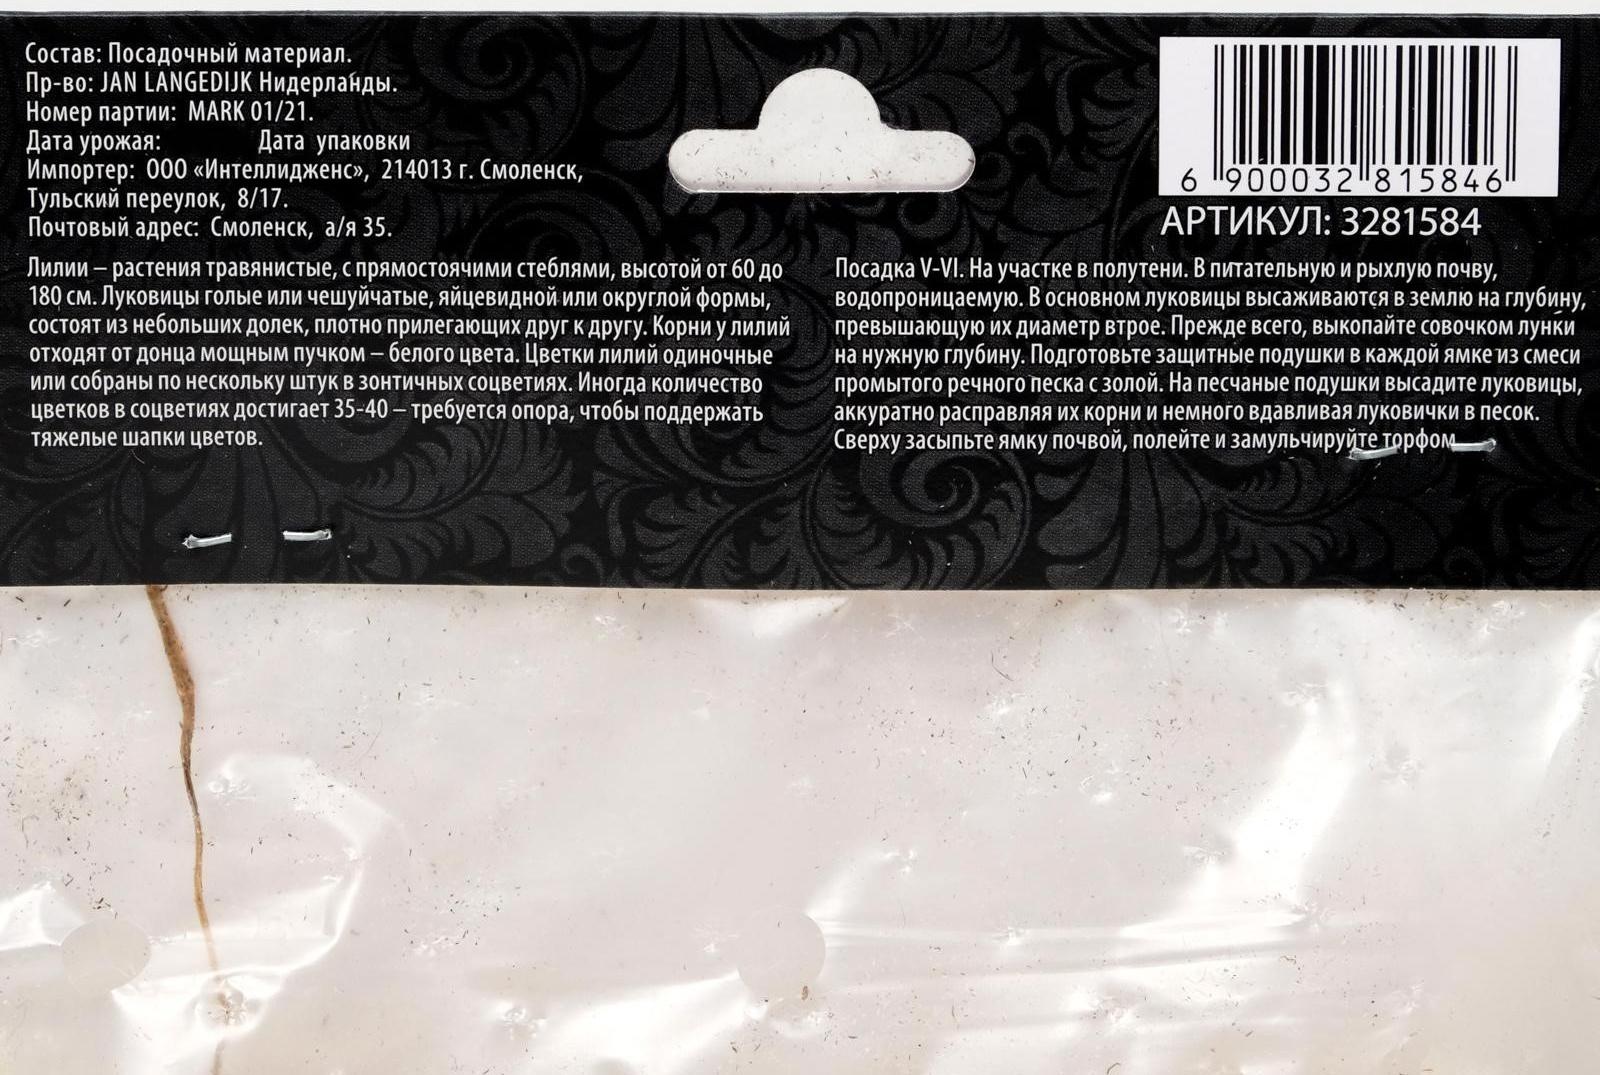 Состав: Посадочный материал.
Пр-во: JAN LANGEDIJK Нидерланды.
Номер партии: MARK 01/21.
Дата урожая: Дата упаковки
Импортер: ООО «Интеллидженс», 214013 г. Смоленск,
Тульский переулок, 8/17.
Почтовый адрес: Смоленск, а/я 35.
6 900032 815846
АРТИКУЛ: 3281584
Лилии – растения травянистые, с прямостоячими стеблями, высотой от 60 до
180 см. Луковицы голые или чешуйчатые, яйцевидной или округлой формы,
состоят из небольших долек, плотно прилегающих друг к другу. Корни у лилий
отходят от донца мощным пучком – белого цвета. Цветки лилий одиночные
или собраны по нескольку штук в зонтичных соцветиях. Иногда количество
цветков в соцветиях достигает 35-40 – требуется опора, чтобы поддержать
тяжелые шапки цветов.
Посадка V-VI. На участке в полутени. В питательную и рыхлую почву,
водопроницаемую. В основном луковицы высаживаются в землю на глубину,
превышающую их диаметр втрое. Прежде всего, выкопайте совочком лунки
на нужную глубину. Подготовьте защитные подушки в каждой ямке из смеси
промытого речного песка с золой. На песчаные подушки высадите луковицы,
аккуратно расправляя их корни и немного вдавливая луковички в песок.
Сверху засыпьте ямку почвой, полейте и замульчируйте торфом